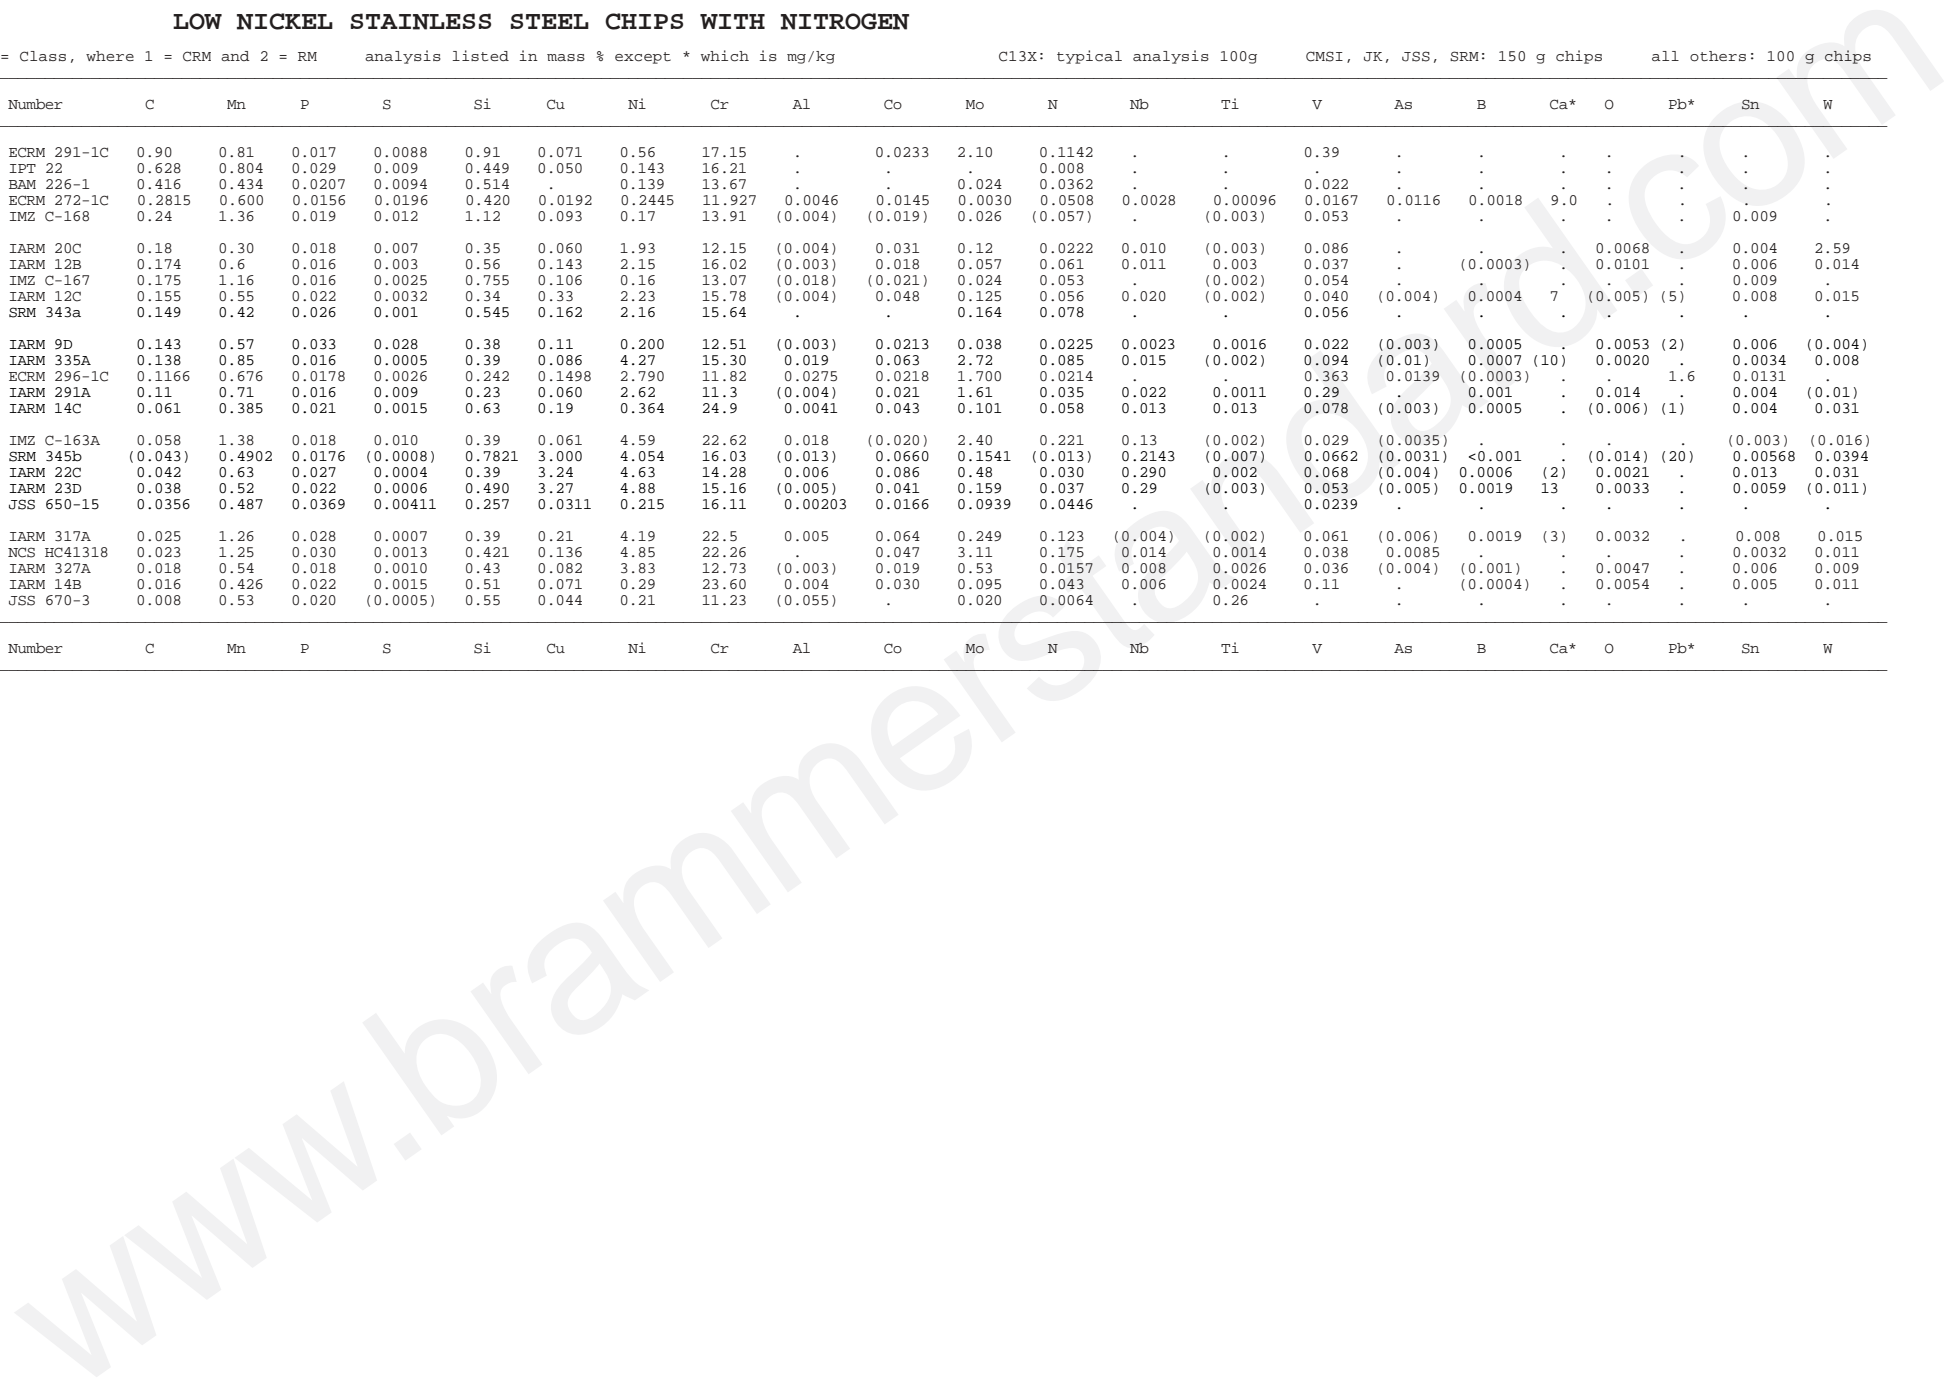 LOW NICKEL STAINLESS STEEL CHIPS WITH NITROGEN
= Class, where 1 = CRM and 2 = RM analysis listed in mass % except * which is mg/kg C13X: typical analysis 100g CMSI, JK, JSS, SRM: 150 g chips all others: 100 g chips
Number C Mn P S Si Cu Ni Cr Al Co Mo N Nb Ti V As B Ca* O Pb* Sn W
ECRM 291-1C 0.90 0.81 0.017 0.0088 0.91 0.071 0.56 17.15 . 0.0233 2.10 0.1142 . . 0.39 . . . . . . .
IPT 22 0.628 0.804 0.029 0.009 0.449 0.050 0.143 16.21 . . . 0.008 . . . . . . . . . .
BAM 226-1 0.416 0.434 0.0207 0.0094 0.514 . 0.139 13.67 . . 0.024 0.0362 . . 0.022 . . . . . . .
ECRM 272-1C 0.2815 0.600 0.0156 0.0196 0.420 0.0192 0.2445 11.927 0.0046 0.0145 0.0030 0.0508 0.0028 0.00096 0.0167 0.0116 0.0018 9.0 . . . .
IMZ C-168 0.24 1.36 0.019 0.012 1.12 0.093 0.17 13.91 (0.004) (0.019) 0.026 (0.057) . (0.003) 0.053 . . . . . 0.009 .
IARM 20C 0.18 0.30 0.018 0.007 0.35 0.060 1.93 12.15 (0.004) 0.031 0.12 0.0222 0.010 (0.003) 0.086 . . . 0.0068 . 0.004 2.59
IARM 12B 0.174 0.6 0.016 0.003 0.56 0.143 2.15 16.02 (0.003) 0.018 0.057 0.061 0.011 0.003 0.037 . (0.0003) . 0.0101 . 0.006 0.014
IMZ C-167 0.175 1.16 0.016 0.0025 0.755 0.106 0.16 13.07 (0.018) (0.021) 0.024 0.053 . (0.002) 0.054 . . . . . 0.009 .
IARM 12C 0.155 0.55 0.022 0.0032 0.34 0.33 2.23 15.78 (0.004) 0.048 0.125 0.056 0.020 (0.002) 0.040 (0.004) 0.0004 7 (0.005) (5) 0.008 0.015
SRM 343a 0.149 0.42 0.026 0.001 0.545 0.162 2.16 15.64 . . 0.164 0.078 . . 0.056 . . . . . . .
IARM 9D 0.143 0.57 0.033 0.028 0.38 0.11 0.200 12.51 (0.003) 0.0213 0.038 0.0225 0.0023 0.0016 0.022 (0.003) 0.0005 . 0.0053 (2) 0.006 (0.004)
IARM 335A 0.138 0.85 0.016 0.0005 0.39 0.086 4.27 15.30 0.019 0.063 2.72 0.085 0.015 (0.002) 0.094 (0.01) 0.0007 (10) 0.0020 . 0.0034 0.008
ECRM 296-1C 0.1166 0.676 0.0178 0.0026 0.242 0.1498 2.790 11.82 0.0275 0.0218 1.700 0.0214 . . 0.363 0.0139 (0.0003) . . 1.6 0.0131 .
IARM 291A 0.11 0.71 0.016 0.009 0.23 0.060 2.62 11.3 (0.004) 0.021 1.61 0.035 0.022 0.0011 0.29 . 0.001 . 0.014 . 0.004 (0.01)
IARM 14C 0.061 0.385 0.021 0.0015 0.63 0.19 0.364 24.9 0.0041 0.043 0.101 0.058 0.013 0.013 0.078 (0.003) 0.0005 . (0.006) (1) 0.004 0.031
IMZ C-163A 0.058 1.38 0.018 0.010 0.39 0.061 4.59 22.62 0.018 (0.020) 2.40 0.221 0.13 (0.002) 0.029 (0.0035) . . . . (0.003) (0.016)
SRM 345b (0.043) 0.4902 0.0176 (0.0008) 0.7821 3.000 4.054 16.03 (0.013) 0.0660 0.1541 (0.013) 0.2143 (0.007) 0.0662 (0.0031) <0.001 . (0.014) (20) 0.00568 0.0394
IARM 22C 0.042 0.63 0.027 0.0004 0.39 3.24 4.63 14.28 0.006 0.086 0.48 0.030 0.290 0.002 0.068 (0.004) 0.0006 (2) 0.0021 . 0.013 0.031
IARM 23D 0.038 0.52 0.022 0.0006 0.490 3.27 4.88 15.16 (0.005) 0.041 0.159 0.037 0.29 (0.003) 0.053 (0.005) 0.0019 13 0.0033 . 0.0059 (0.011)
JSS 650-15 0.0356 0.487 0.0369 0.00411 0.257 0.0311 0.215 16.11 0.00203 0.0166 0.0939 0.0446 . . 0.0239 . . . . . . .
IARM 317A 0.025 1.26 0.028 0.0007 0.39 0.21 4.19 22.5 0.005 0.064 0.249 0.123 (0.004) (0.002) 0.061 (0.006) 0.0019 (3) 0.0032 . 0.008 0.015
NCS HC41318 0.023 1.25 0.030 0.0013 0.421 0.136 4.85 22.26 . 0.047 3.11 0.175 0.014 0.0014 0.038 0.0085 . . . . 0.0032 0.011
IARM 327A 0.018 0.54 0.018 0.0010 0.43 0.082 3.83 12.73 (0.003) 0.019 0.53 0.0157 0.008 0.0026 0.036 (0.004) (0.001) . 0.0047 . 0.006 0.009
IARM 14B 0.016 0.426 0.022 0.0015 0.51 0.071 0.29 23.60 0.004 0.030 0.095 0.043 0.006 0.0024 0.11 . (0.0004) . 0.0054 . 0.005 0.011
JSS 670-3 0.008 0.53 0.020 (0.0005) 0.55 0.044 0.21 11.23 (0.055) . 0.020 0.0064 . 0.26 . . . . . . . .
Number C Mn P S Si Cu Ni Cr Al Co Mo N Nb Ti V As B Ca* O Pb* Sn W
www.brammerstandard.com